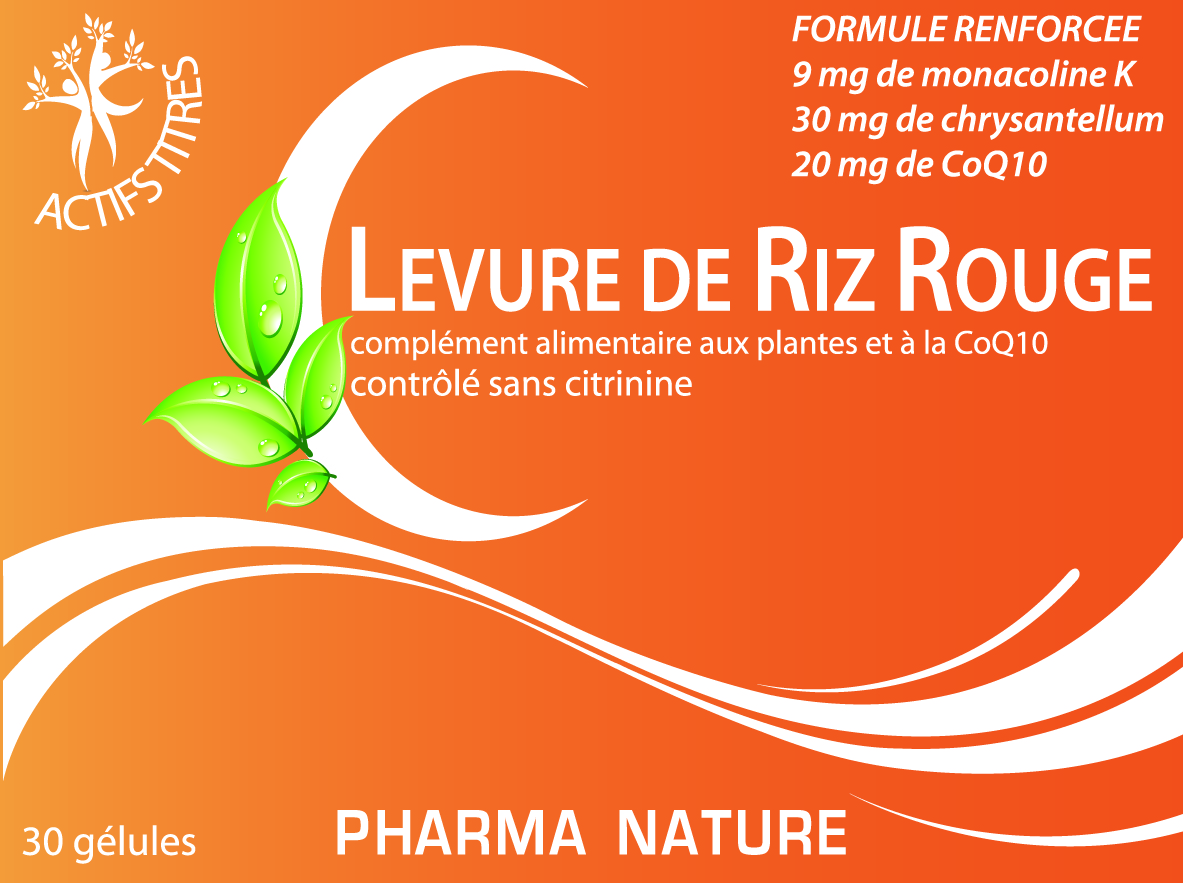 ACTIFS TITRES
FORMULE RENFORCEE
9 mg de monacoline K
30 mg de chrysantellum
20 mg de CoQ10
LEVURE DE RIZ ROUGE
complément alimentaire aux plantes et à la CoQ10
contrôlé sans citrinine
30 gélules
PHARMA NATURE